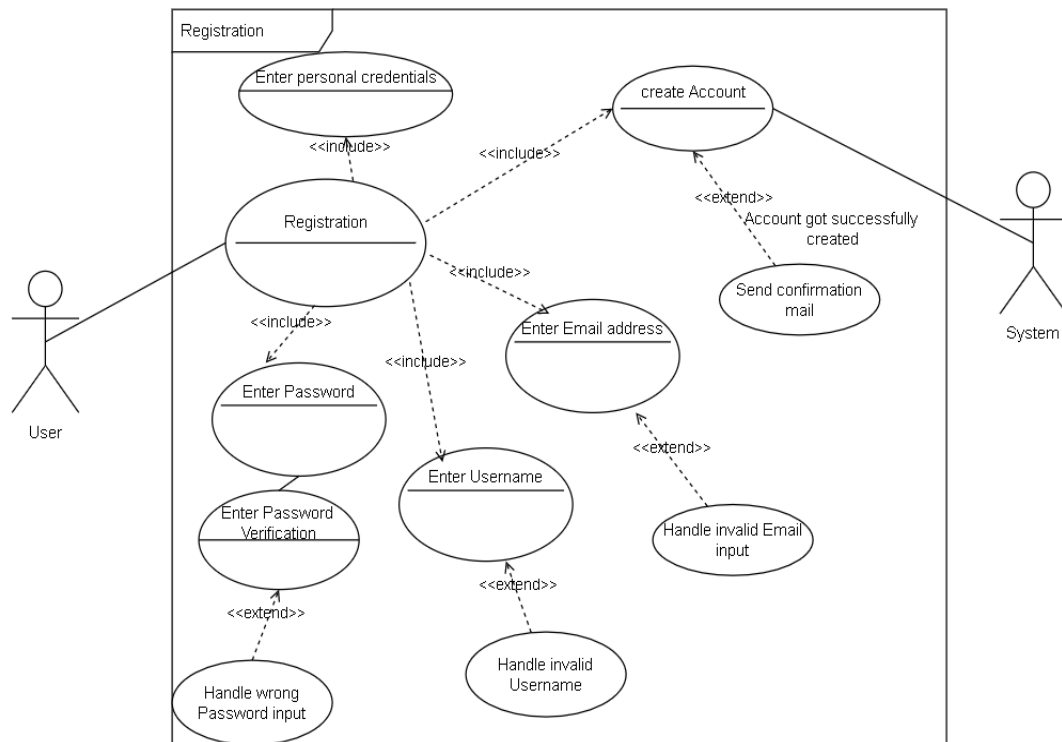 Registration
Enter personal credentials
create Account
<<include>>
<<include>>
<<extend>>
Registration
Account got successfully
created
<<include>>
Send confirmation
mail
<<include>>
Enter Email address
System
<<include>>
Enter Password
User
<<extend>>
Enter Username
Enter Password
Verification
Handle invalid Email
input
<<extend>>
<<extend>>
Handle invalid
Username
Handle wrong
Password input